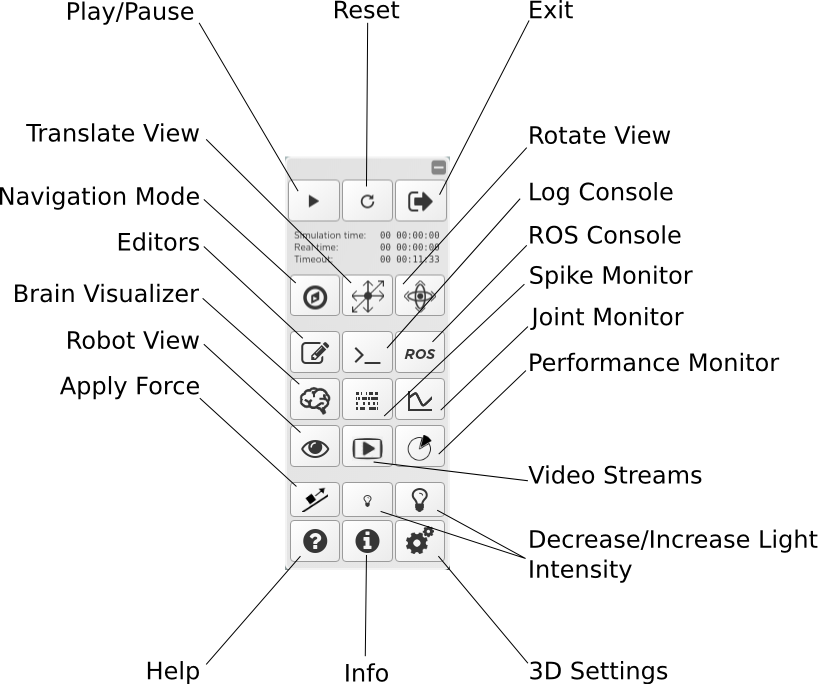 Play/Pause
Reset
Exit
Translate View
Rotate View
Navigation Mode
Log Console
Editors
ROS Console
Simulation time: 00 00:00:00
Real time: 00 00:00:00
Timeout: 00 00:11:33
Brain Visualizer
Spike Monitor
Robot View
Joint Monitor
ROS
Apply Force
Performance Monitor
Video Streams
Decrease/Increase Light
Intensity
Help
Info
3D Settings